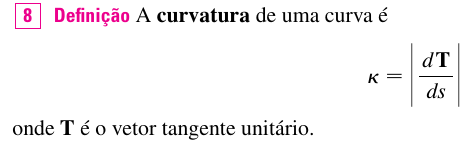 8 Definição A curvatura de uma curva é
κ = | dT / ds |
onde T é o vetor tangente unitário.